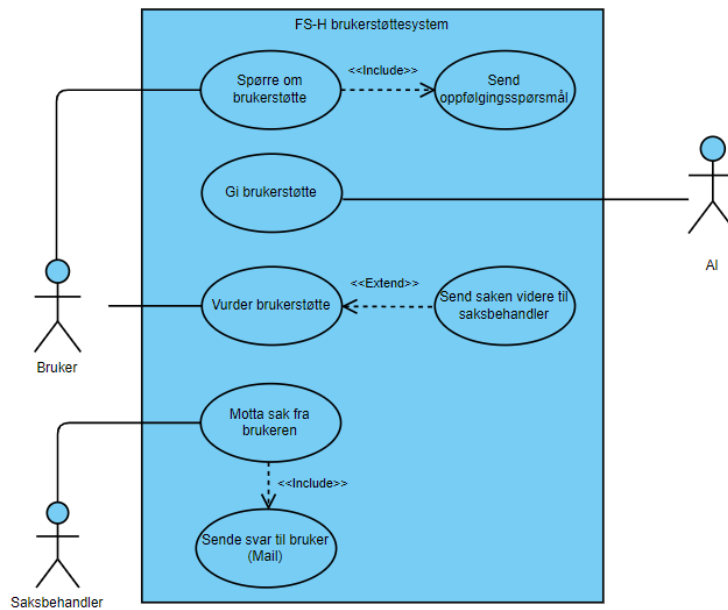 FS-H brukerstøttesystem
Spørre om
brukerstøtte
<<Include>>
Send
oppfølgingsspørsmål
Gi brukerstøtte
AI
Vurder brukerstøtte
<<Extend>>
Send saken videre til
saksbehandler
Bruker
Motta sak fra
brukeren
<<Include>>
Sende svar til bruker
(Mail)
Saksbehandler